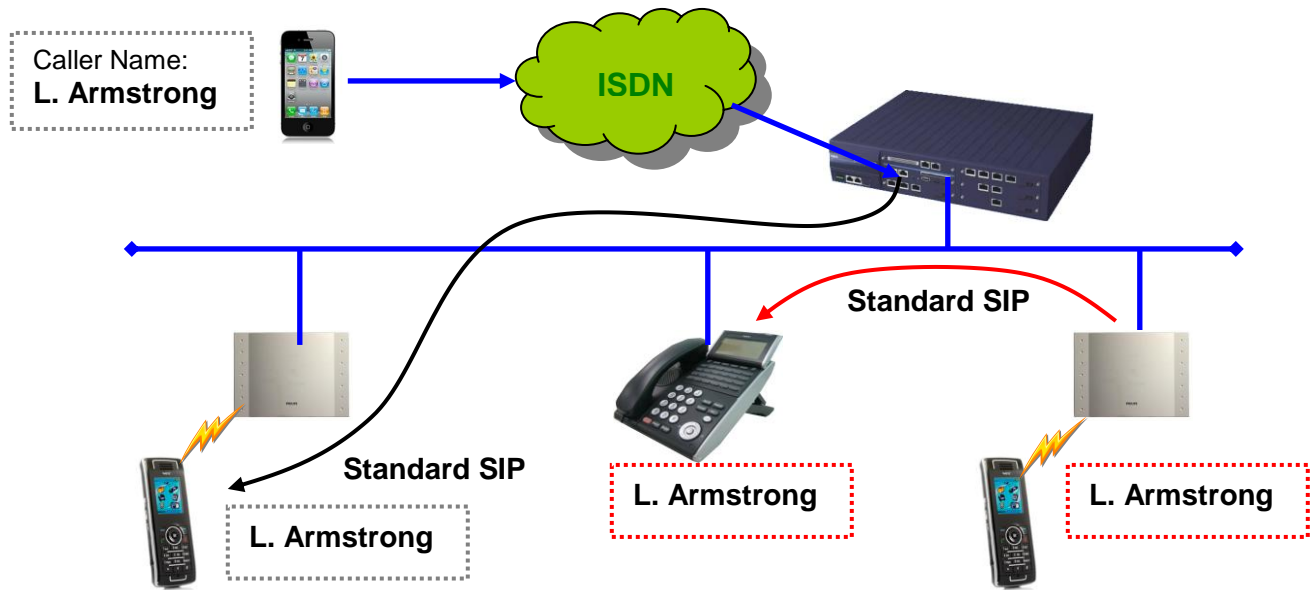 Caller Name:
L. Armstrong
ISDN
Standard SIP
Standard SIP
L. Armstrong
L. Armstrong
L. Armstrong